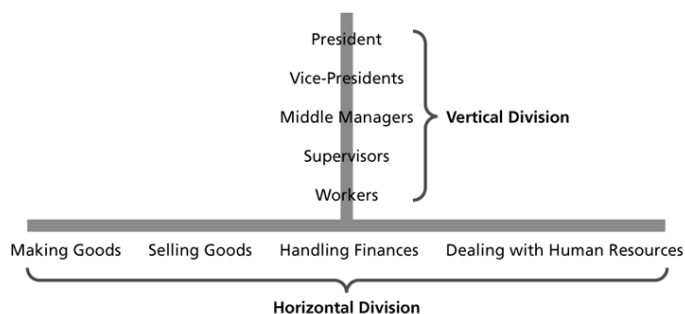 President
Vice-Presidents
Middle Managers
Vertical Division
Supervisors
Workers
Making Goods
Selling Goods
Handling Finances
Dealing with Human Resources
Horizontal Division